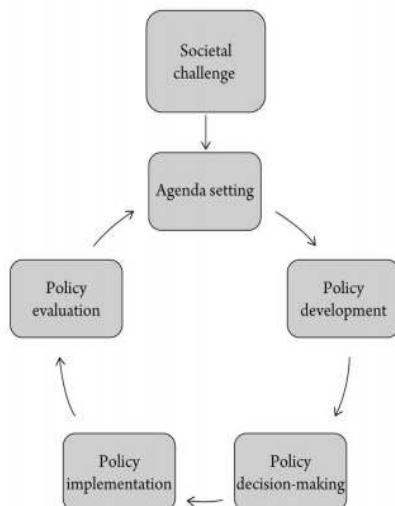 Societal
challenge
Agenda setting
Policy
development
Policy
decision-making
Policy
implementation
Policy
evaluation